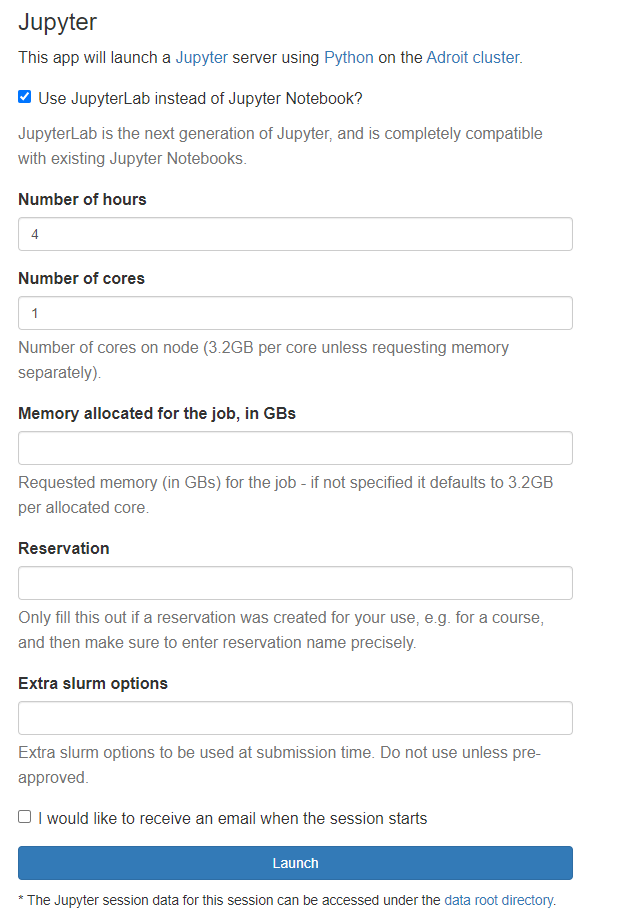 Jupyter
This app will launch a Jupyter server using Python on the Adroit cluster.
Use JupyterLab instead of Jupyter Notebook?
JupyterLab is the next generation of Jupyter, and is completely compatible
with existing Jupyter Notebooks.
Number of hours
4
Number of cores
1
Number of cores on node (3.2GB per core unless requesting memory
separately).
Memory allocated for the job, in GBs
Requested memory (in GBs) for the job - if not specified it defaults to 3.2GB
per allocated core.
Reservation
Only fill this out if a reservation was created for your use, e.g. for a course,
and then make sure to enter reservation name precisely.
Extra slurm options
Extra slurm options to be used at submission time. Do not use unless pre-
approved.
I would like to receive an email when the session starts
Launch
* The Jupyter session data for this session can be accessed under the data root directory.